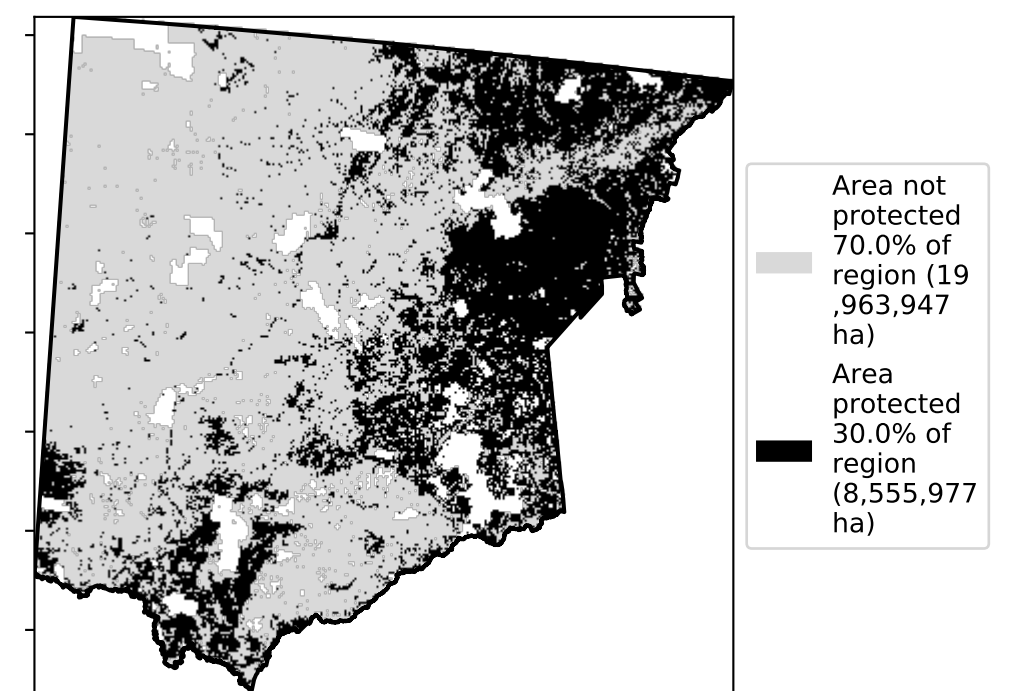 Area not
protected
70.0% of
region (19
,963,947
ha)
Area
protected
30.0% of
region
(8,555,977
ha)